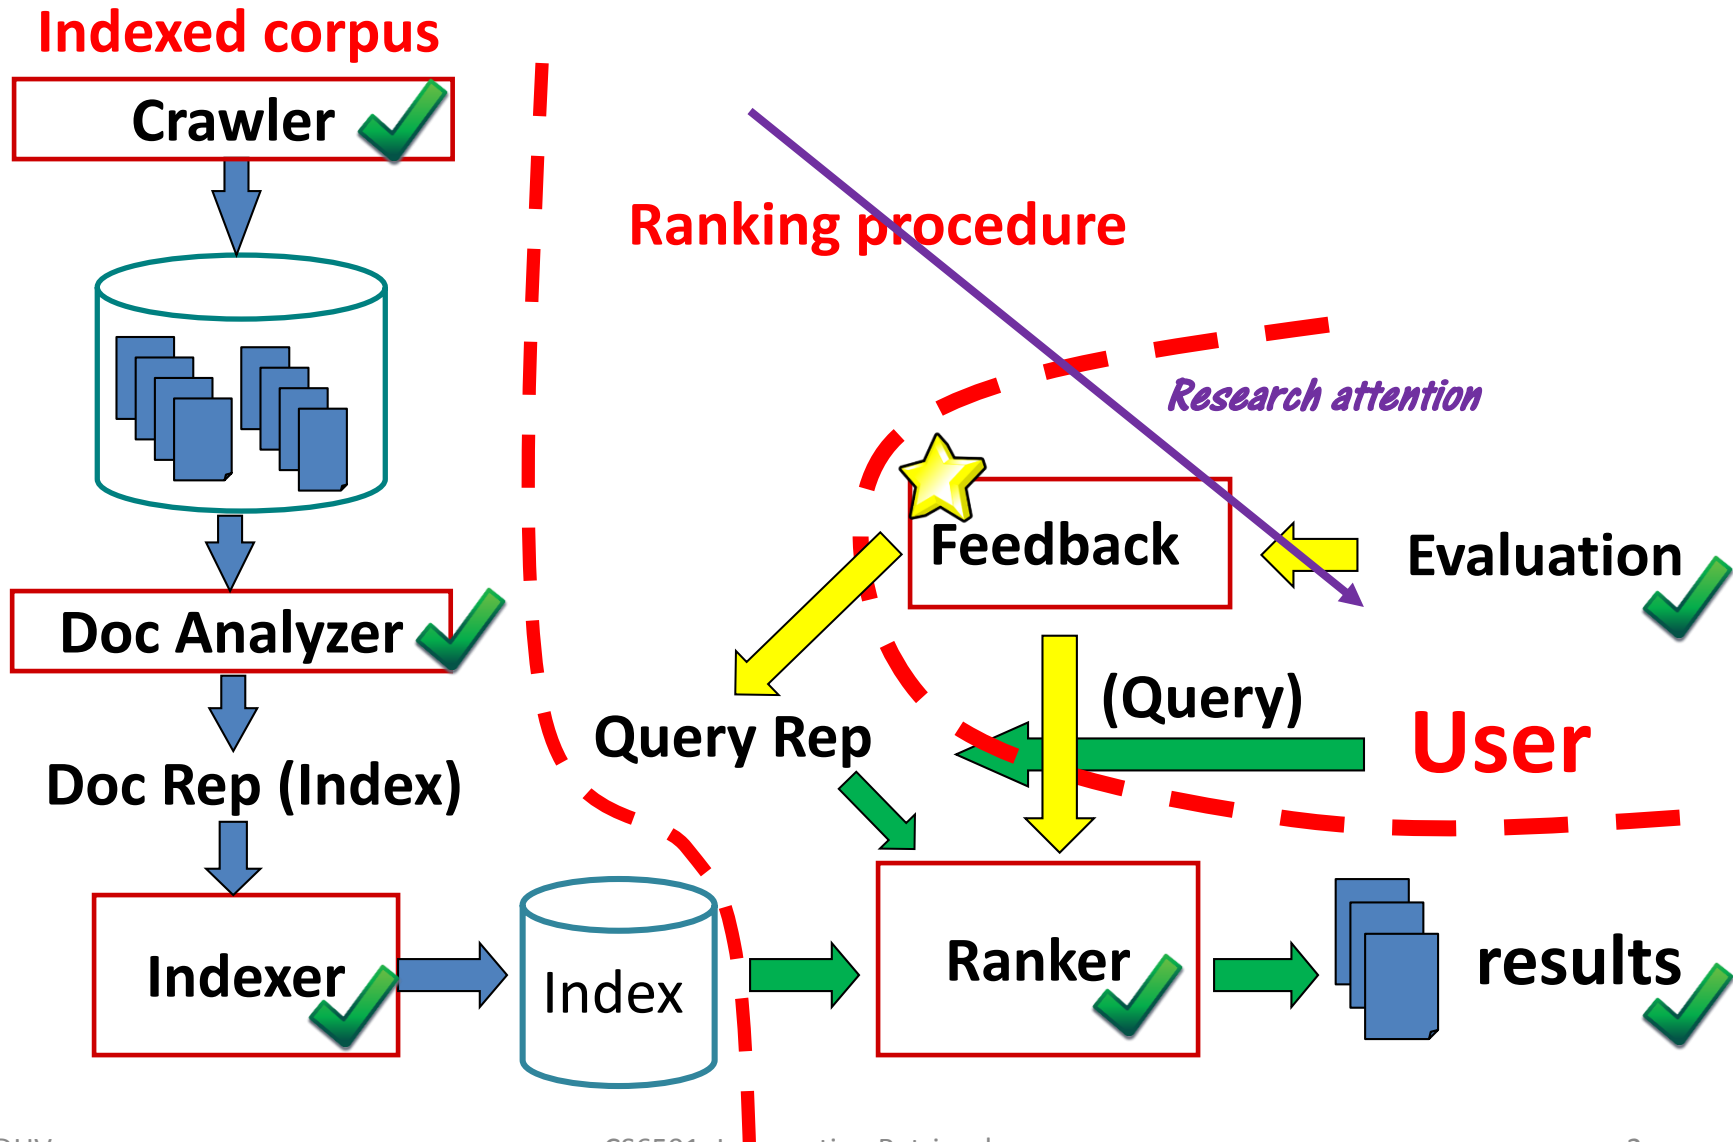 Indexed corpus
Crawler
Ranking procedure
Research attention
Feedback
Evaluation
Doc Analyzer
(Query)
User
Query Rep
Doc Rep (Index)
Indexer
Index
Ranker
results